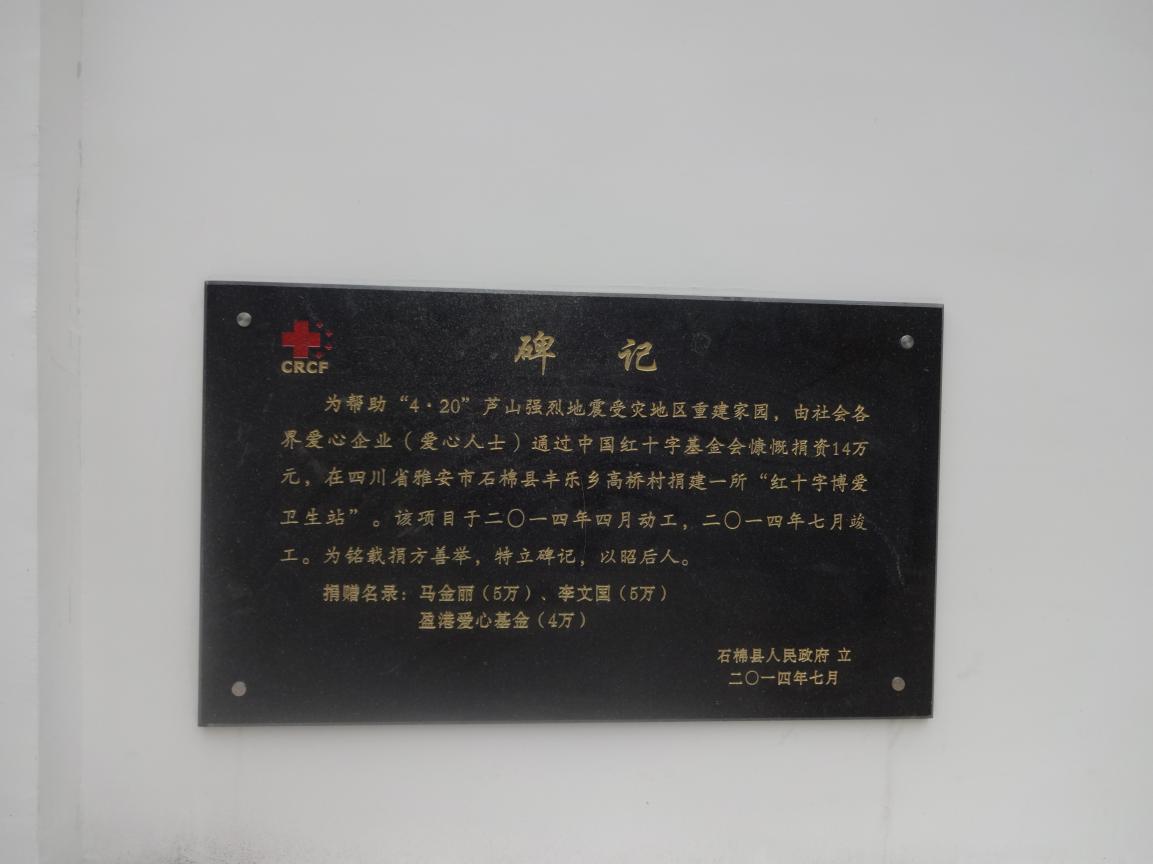 CRCF
碑 记
为帮助“4·20”芦山强烈地震受灾地区重建家园，由社会各
界爱心企业（爱心人士）通过中国红十字基金会慷慨捐资14万
元，在四川省雅安市石棉县丰乐乡高桥村捐建一所“红十字博爱
卫生站”。该项目于二〇一四年四月动工，二〇一四年七月竣
工。为铭载捐方善举，特立碑记，以昭后人。
捐赠名录：马金丽（5万）、李文国（5万）
盈港爱心基金（4万）
石棉县人民政府 立
二〇一四年七月